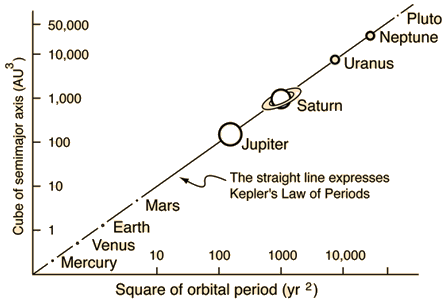 Cube of semimajor axis (AU³)
50,000
10,000
1,000
100
10
1
Pluto
Neptune
Uranus
Saturn
Jupiter
The straight line expresses
Kepler's Law of Periods
Mars
Earth
Venus
Mercury
10
100
1000
10,000
Square of orbital period (yr ²)